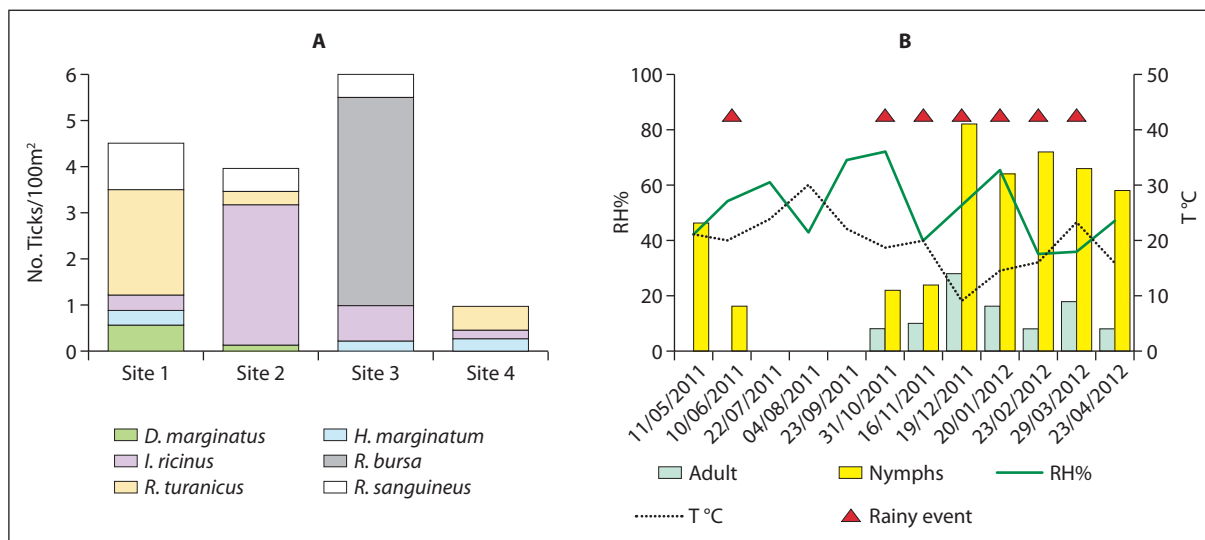 A
No. Ticks/100m²
6
5
4
3
2
1
0
Site 1 Site 2 Site 3 Site 4
D. marginatus H. marginatum
I. ricinus R. bursa
R. turanicus R. sanguineus
B
RH%
100
80
60
40
20
0
T °C
50
40
30
20
10
0
11/05/2011
10/06/2011
22/07/2011
04/08/2011
23/09/2011
31/10/2011
16/11/2011
19/12/2011
20/01/2012
23/02/2012
29/03/2012
23/04/2012
Adult Nymphs RH%
T °C Rainy event